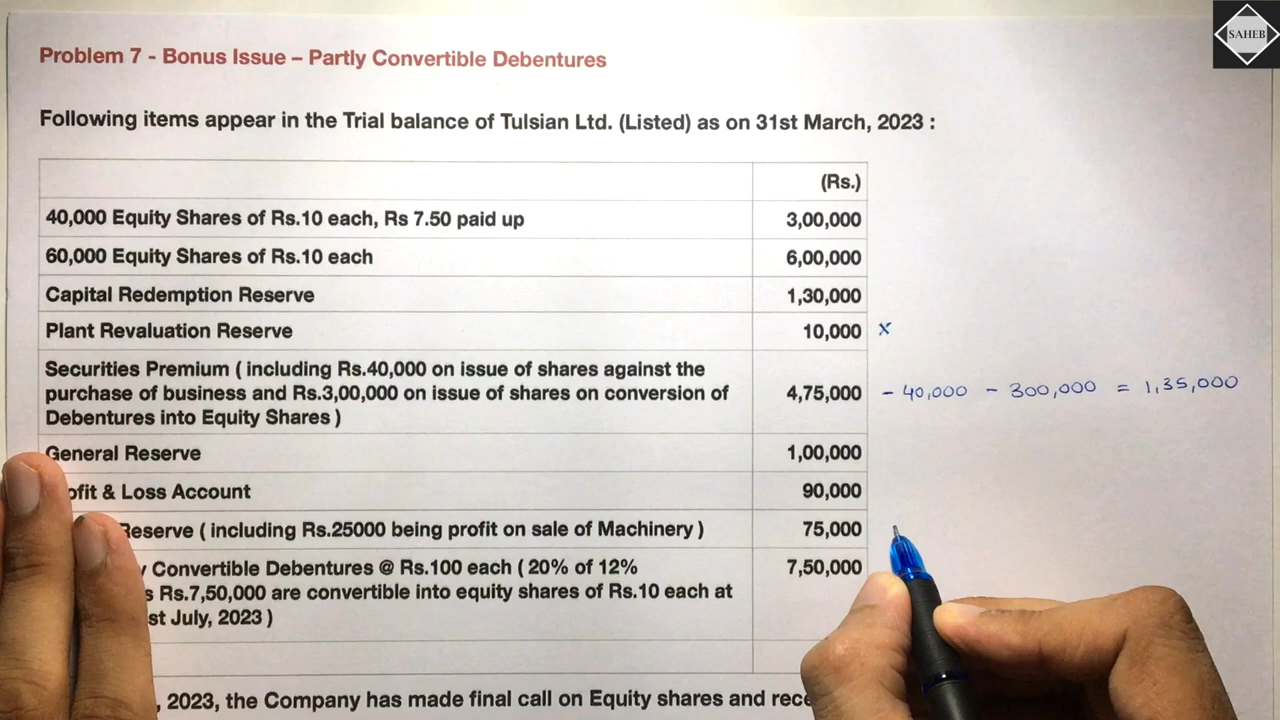 SAHEB
Problem 7 - Bonus Issue – Partly Convertible Debentures
Following items appear in the Trial balance of Tulsian Ltd. (Listed) as on 31st March, 2023 :
(Rs.)
40,000 Equity Shares of Rs.10 each, Rs 7.50 paid up 3,00,000
60,000 Equity Shares of Rs.10 each 6,00,000
Capital Redemption Reserve 1,30,000
Plant Revaluation Reserve 10,000 x
Securities Premium ( including Rs.40,000 on issue of shares against the
purchase of business and Rs.3,00,000 on issue of shares on conversion of 4,75,000 - 40,000 - 300,000 = 1,35,000
Debentures into Equity Shares )
General Reserve 1,00,000
ofit & Loss Account 90,000
Reserve ( including Rs.25000 being profit on sale of Machinery ) 75,000
Convertible Debentures @ Rs.100 each ( 20% of 12% 7,50,000
s Rs.7,50,000 are convertible into equity shares of Rs.10 each at
st July, 2023 )
, 2023, the Company has made final call on Equity shares and rece